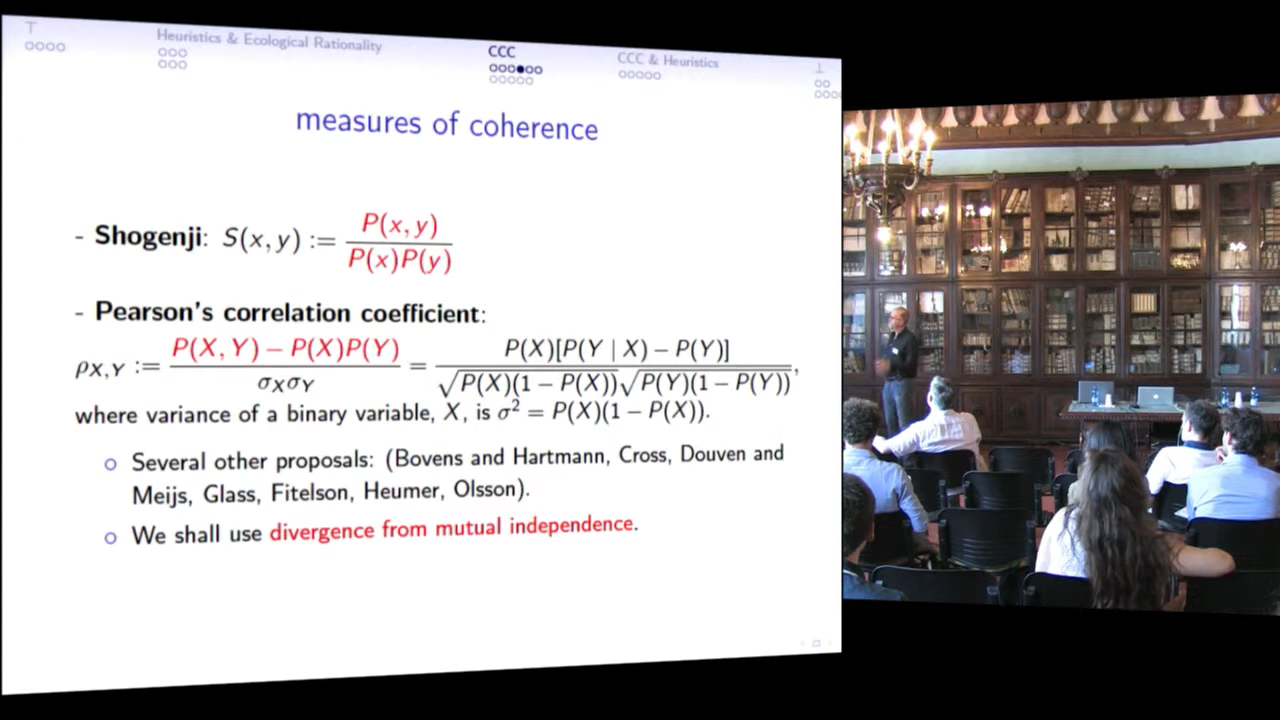 ⊤
Heuristics & Ecological Rationality
CCC
CCC & Heuristics
⊥
measures of coherence
- Shogenji: S(x, y) := P(x, y) / P(x)P(y)
- Pearson's correlation coefficient:
ρX,Y := P(X, Y) − P(X)P(Y) / σXσY = P(X)[P(Y | X) − P(Y)] / √P(X)(1 − P(X))√P(Y)(1 − P(Y)),
where variance of a binary variable, X, is σ² = P(X)(1 − P(X)).
Several other proposals: (Bovens and Hartmann, Cross, Douven and
Meijs, Glass, Fitelson, Heumer, Olsson).
We shall use divergence from mutual independence.